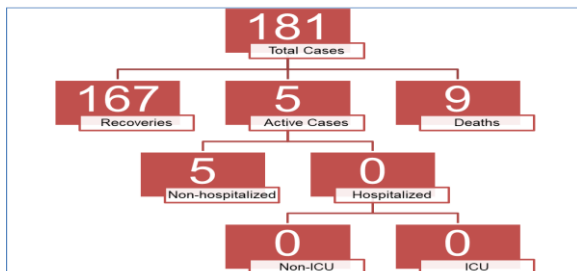 181
Total Cases
167 5 9
Recoveries Active Cases Deaths
5 0
Non-hospitalized Hospitalized
0 0
Non-ICU ICU